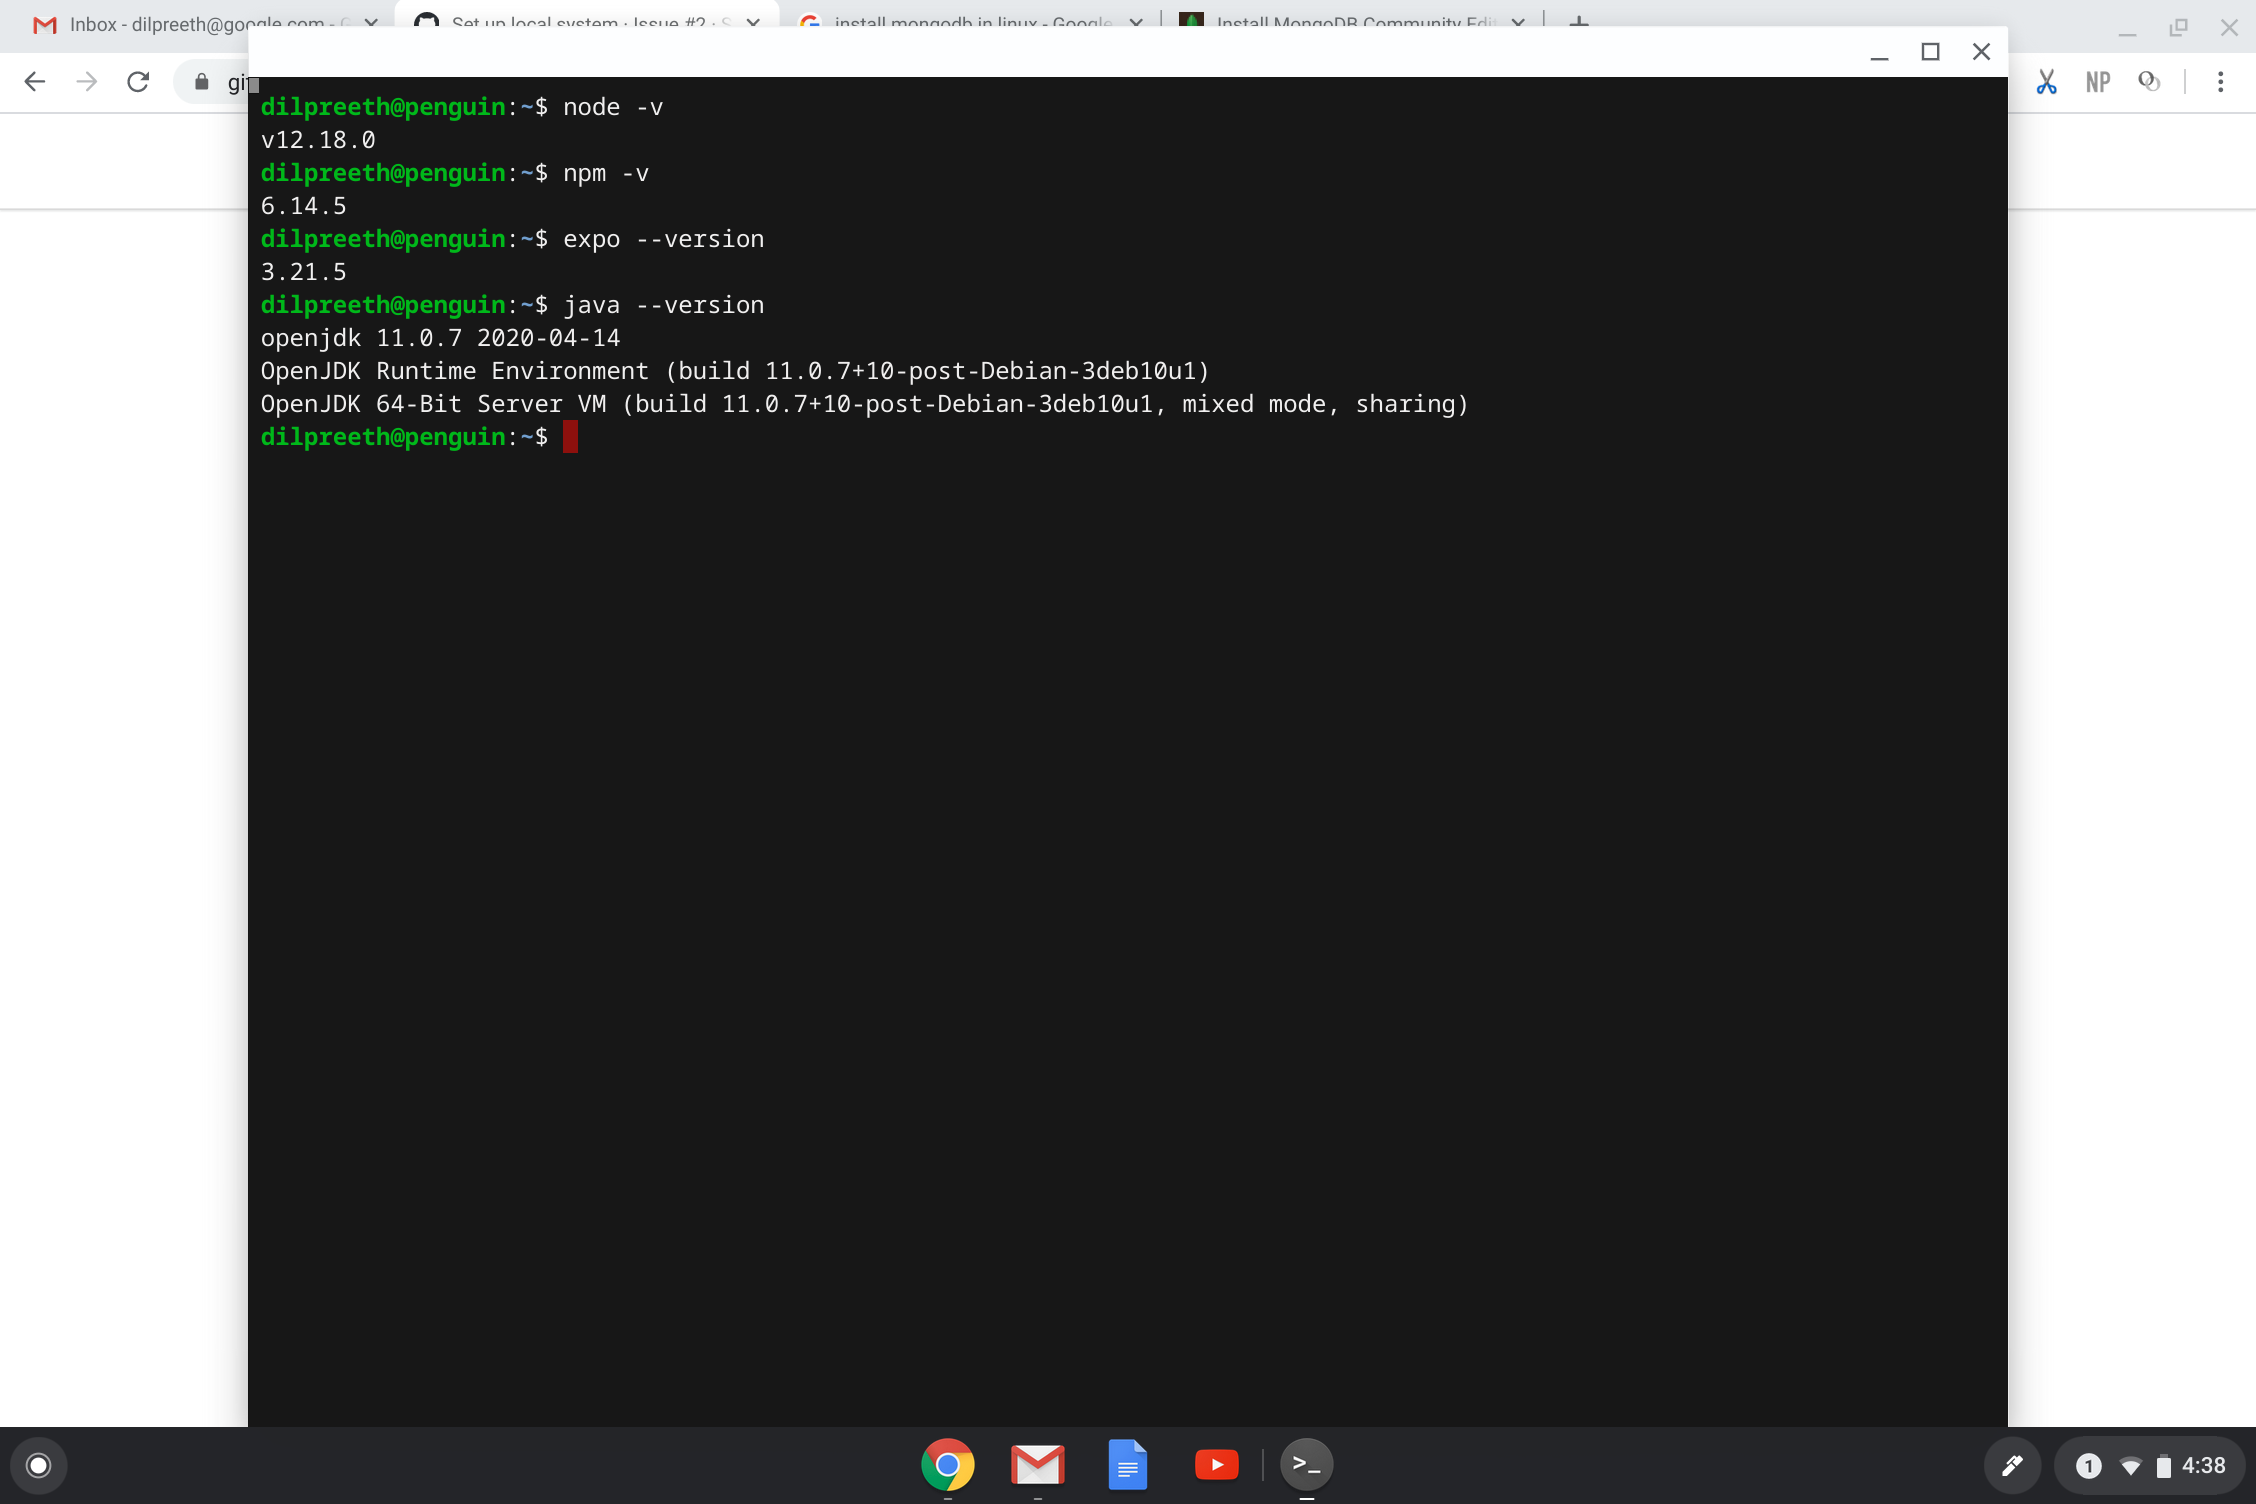 Inbox - dilpreeth@google.com -
Set up local system · Issue #2 ·
install mongodb in linux - Google
Install MongoDB Community Edit
NP
dilpreeth@penguin:~$ node -v
v12.18.0
dilpreeth@penguin:~$ npm -v
6.14.5
dilpreeth@penguin:~$ expo --version
3.21.5
dilpreeth@penguin:~$ java --version
openjdk 11.0.7 2020-04-14
OpenJDK Runtime Environment (build 11.0.7+10-post-Debian-3deb10u1)
OpenJDK 64-Bit Server VM (build 11.0.7+10-post-Debian-3deb10u1, mixed mode, sharing)
dilpreeth@penguin:~$
>_
1
4:38